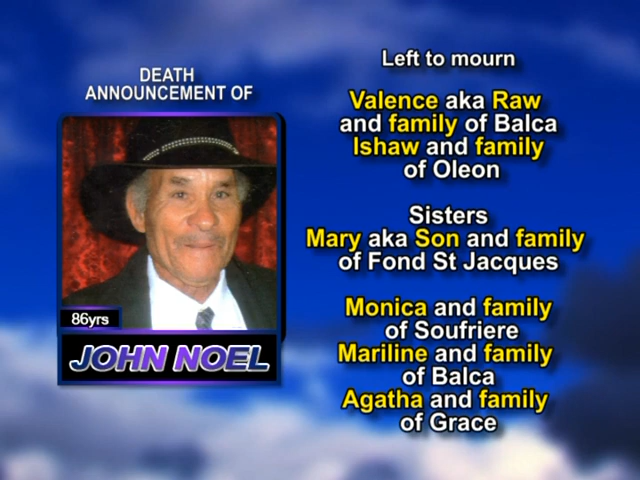 DEATH
ANNOUNCEMENT OF
86yrs
JOHN NOEL
Left to mourn
Valence aka Raw
and family of Balca
Ishaw and family
of Oleon
Sisters
Mary aka Son and family
of Fond St Jacques
Monica and family
of Soufriere
Mariline and family
of Balca
Agatha and family
of Grace